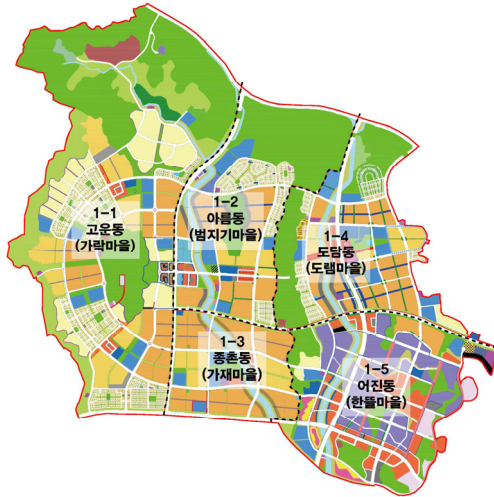 1-1
고운동
(가락마을)
1-2
아름동
(범지기마을)
1-3
종촌동
(가재마을)
1-4
도담동
(도램마을)
1-5
어진동
(한뜰마을)